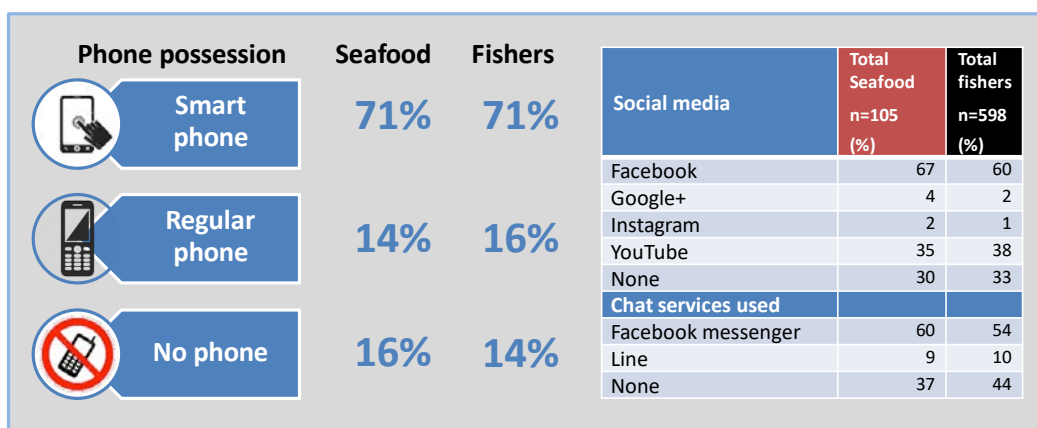 Phone possession Seafood Fishers
Smart
phone
71% 71%
Regular
phone
14% 16%
No phone
16% 14%
Social media
Total
Seafood
n=105
(%)
Total
fishers
n=598
(%)
Facebook 67 60
Google+ 4 2
Instagram 2 1
YouTube 35 38
None 30 33
Chat services used
Facebook messenger 60 54
Line 9 10
None 37 44